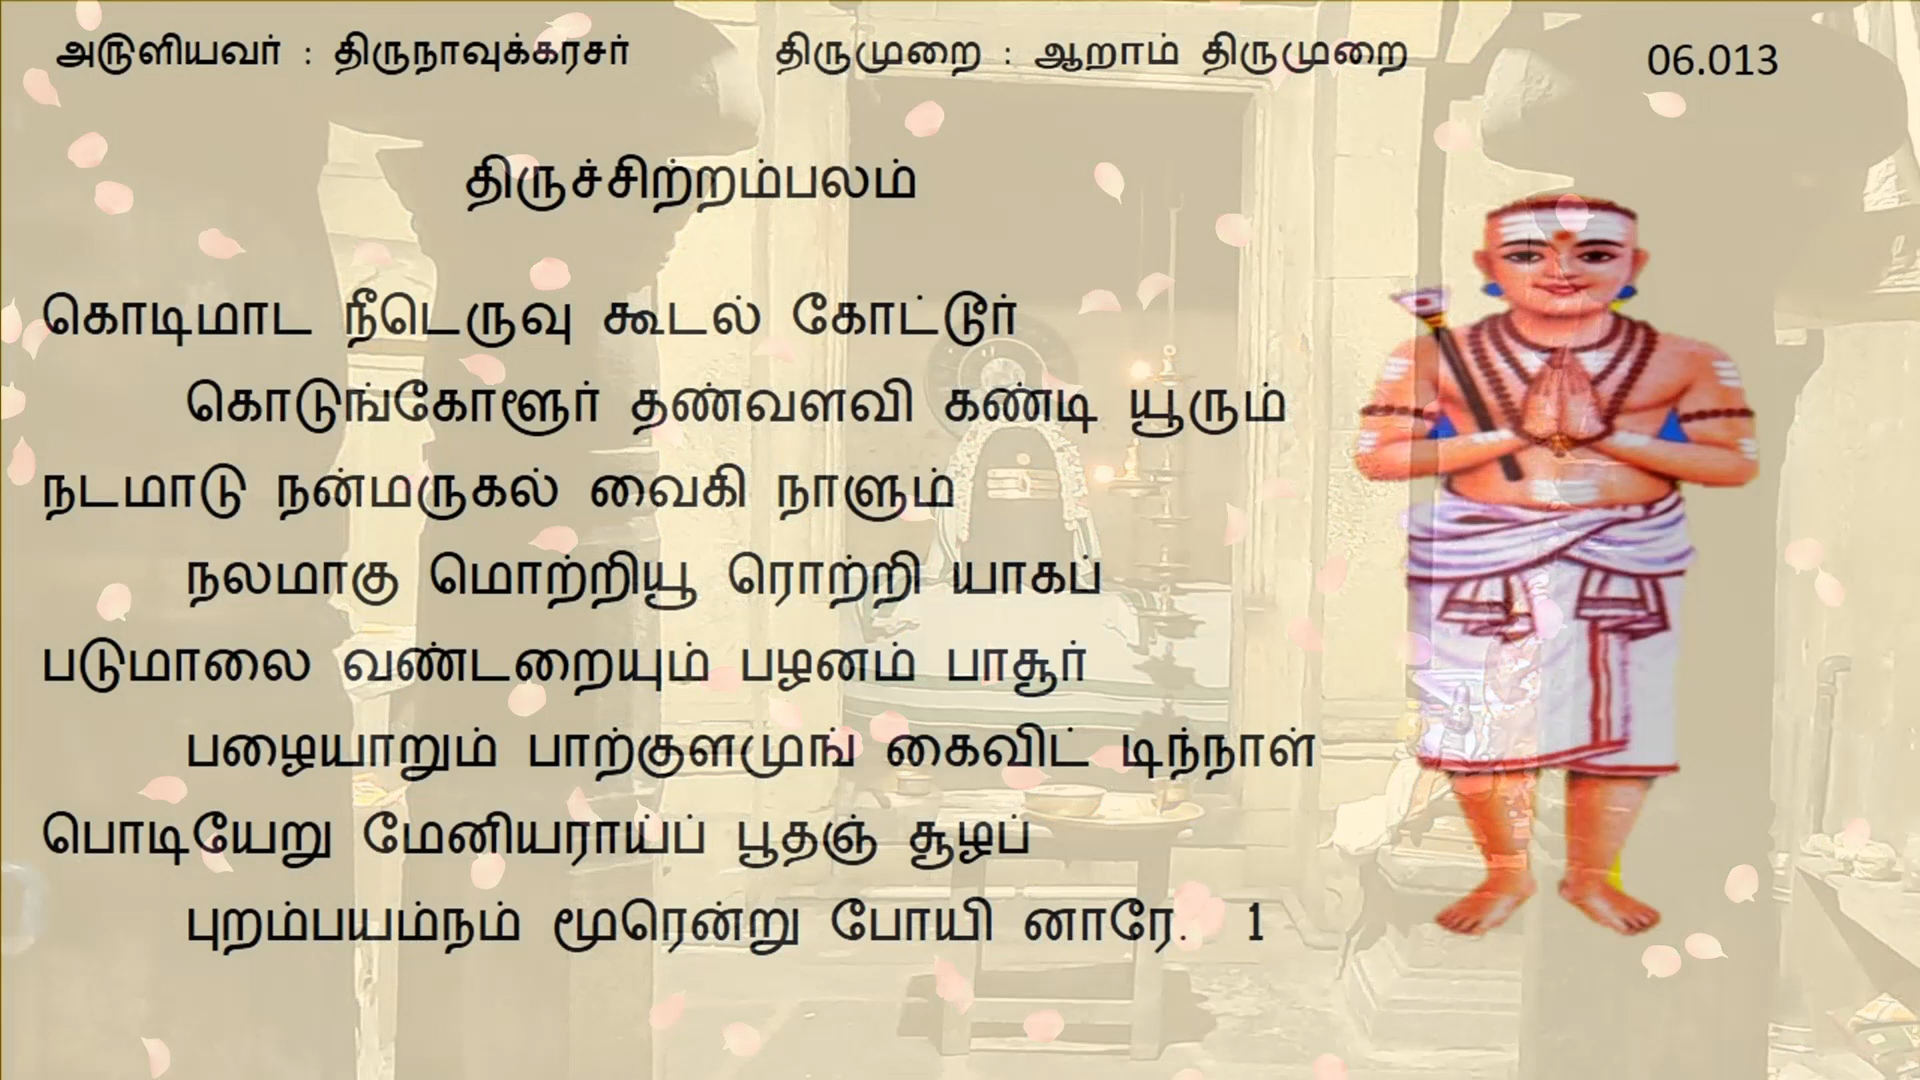 அருளியவர் : திருநாவுக்கரசர் திருமுறை : ஆறாம் திருமுறை 06.013
திருச்சிற்றம்பலம்
கொடிமாட நீடெருவு கூடல் கோட்டூர்
கொடுங்கோளூர் தண்வளவி கண்டி யூரும்
நடமாடு நன்மருகல் வைகி நாளும்
நலமாகு மொற்றியூ ரொற்றி யாகப்
படுமாலை வண்டறையும் பழனம் பாசூர்
பழையாறும் பாற்குளமுங் கைவிட் டிந்நாள்
பொடியேறு மேனியராய்ப் பூதஞ் சூழப்
புறம்பயம்நம் மூரென்று போயி னாரே. 1